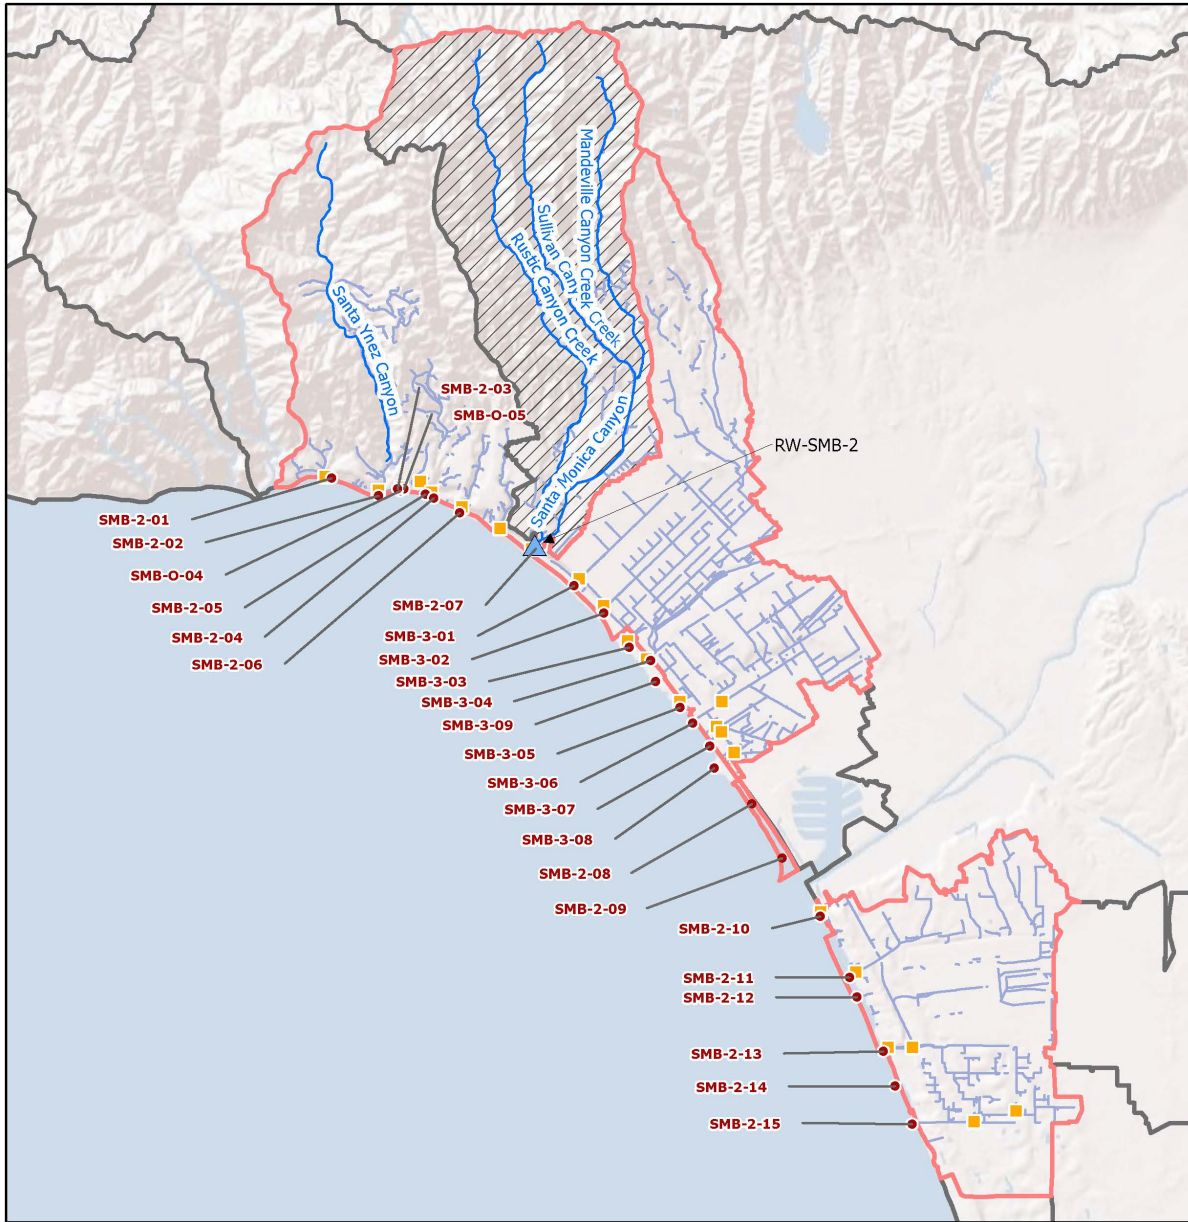 Mandeville Canyon Creek
Sullivan Cany
Creek
Rustic Canyon Creek
Santa Ynez Canyon
Santa Monica Canyon
SMB-2-03
SMB-O-05
RW-SMB-2
SMB-2-01
SMB-2-02
SMB-O-04
SMB-2-05
SMB-2-04
SMB-2-06
SMB-2-07
SMB-3-01
SMB-3-02
SMB-3-03
SMB-3-04
SMB-3-09
SMB-3-05
SMB-3-06
SMB-3-07
SMB-3-08
SMB-2-08
SMB-2-09
SMB-2-10
SMB-2-11
SMB-2-12
SMB-2-13
SMB-2-14
SMB-2-15